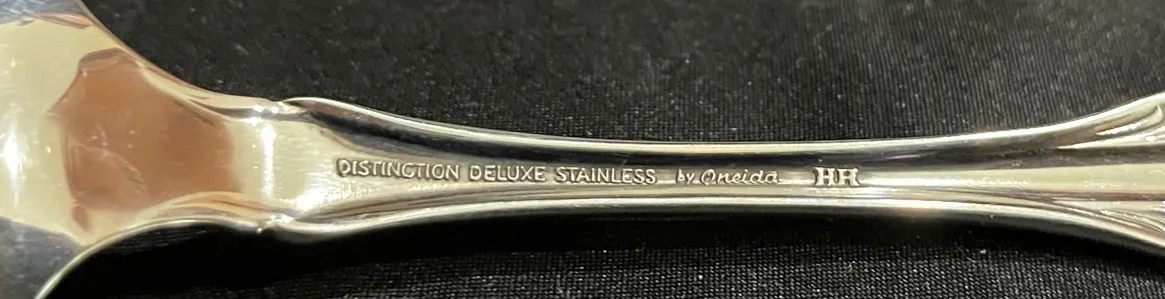 DISTINCTION DELUXE STAINLESS by Oneida HH